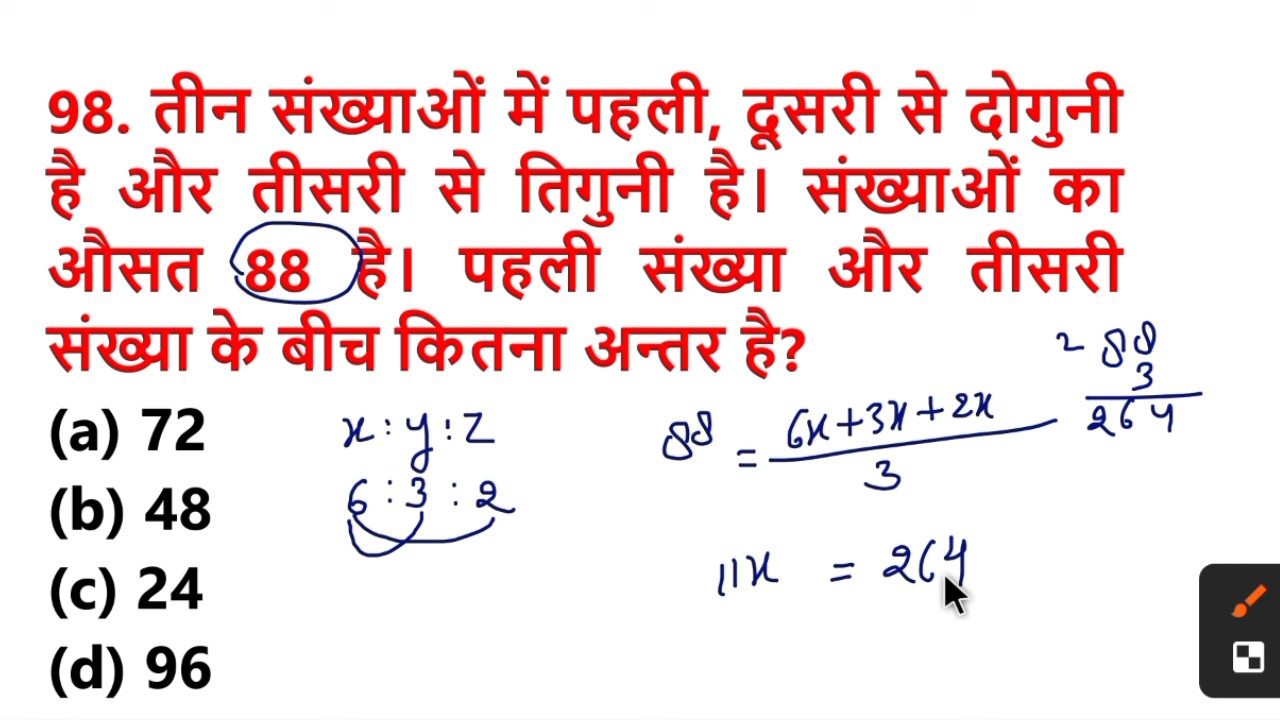 98. तीन संख्याओं में पहली, दूसरी से दोगुनी
है और तीसरी से तिगुनी है। संख्याओं का
औसत 88 है। पहली संख्या और तीसरी
संख्या के बीच कितना अन्तर है?
(a) 72
(b) 48
(c) 24
(d) 96
x : y : z
6 : 3 : 2
88 = 6x+3x+2x
3
11x = 264
2 88
3
264